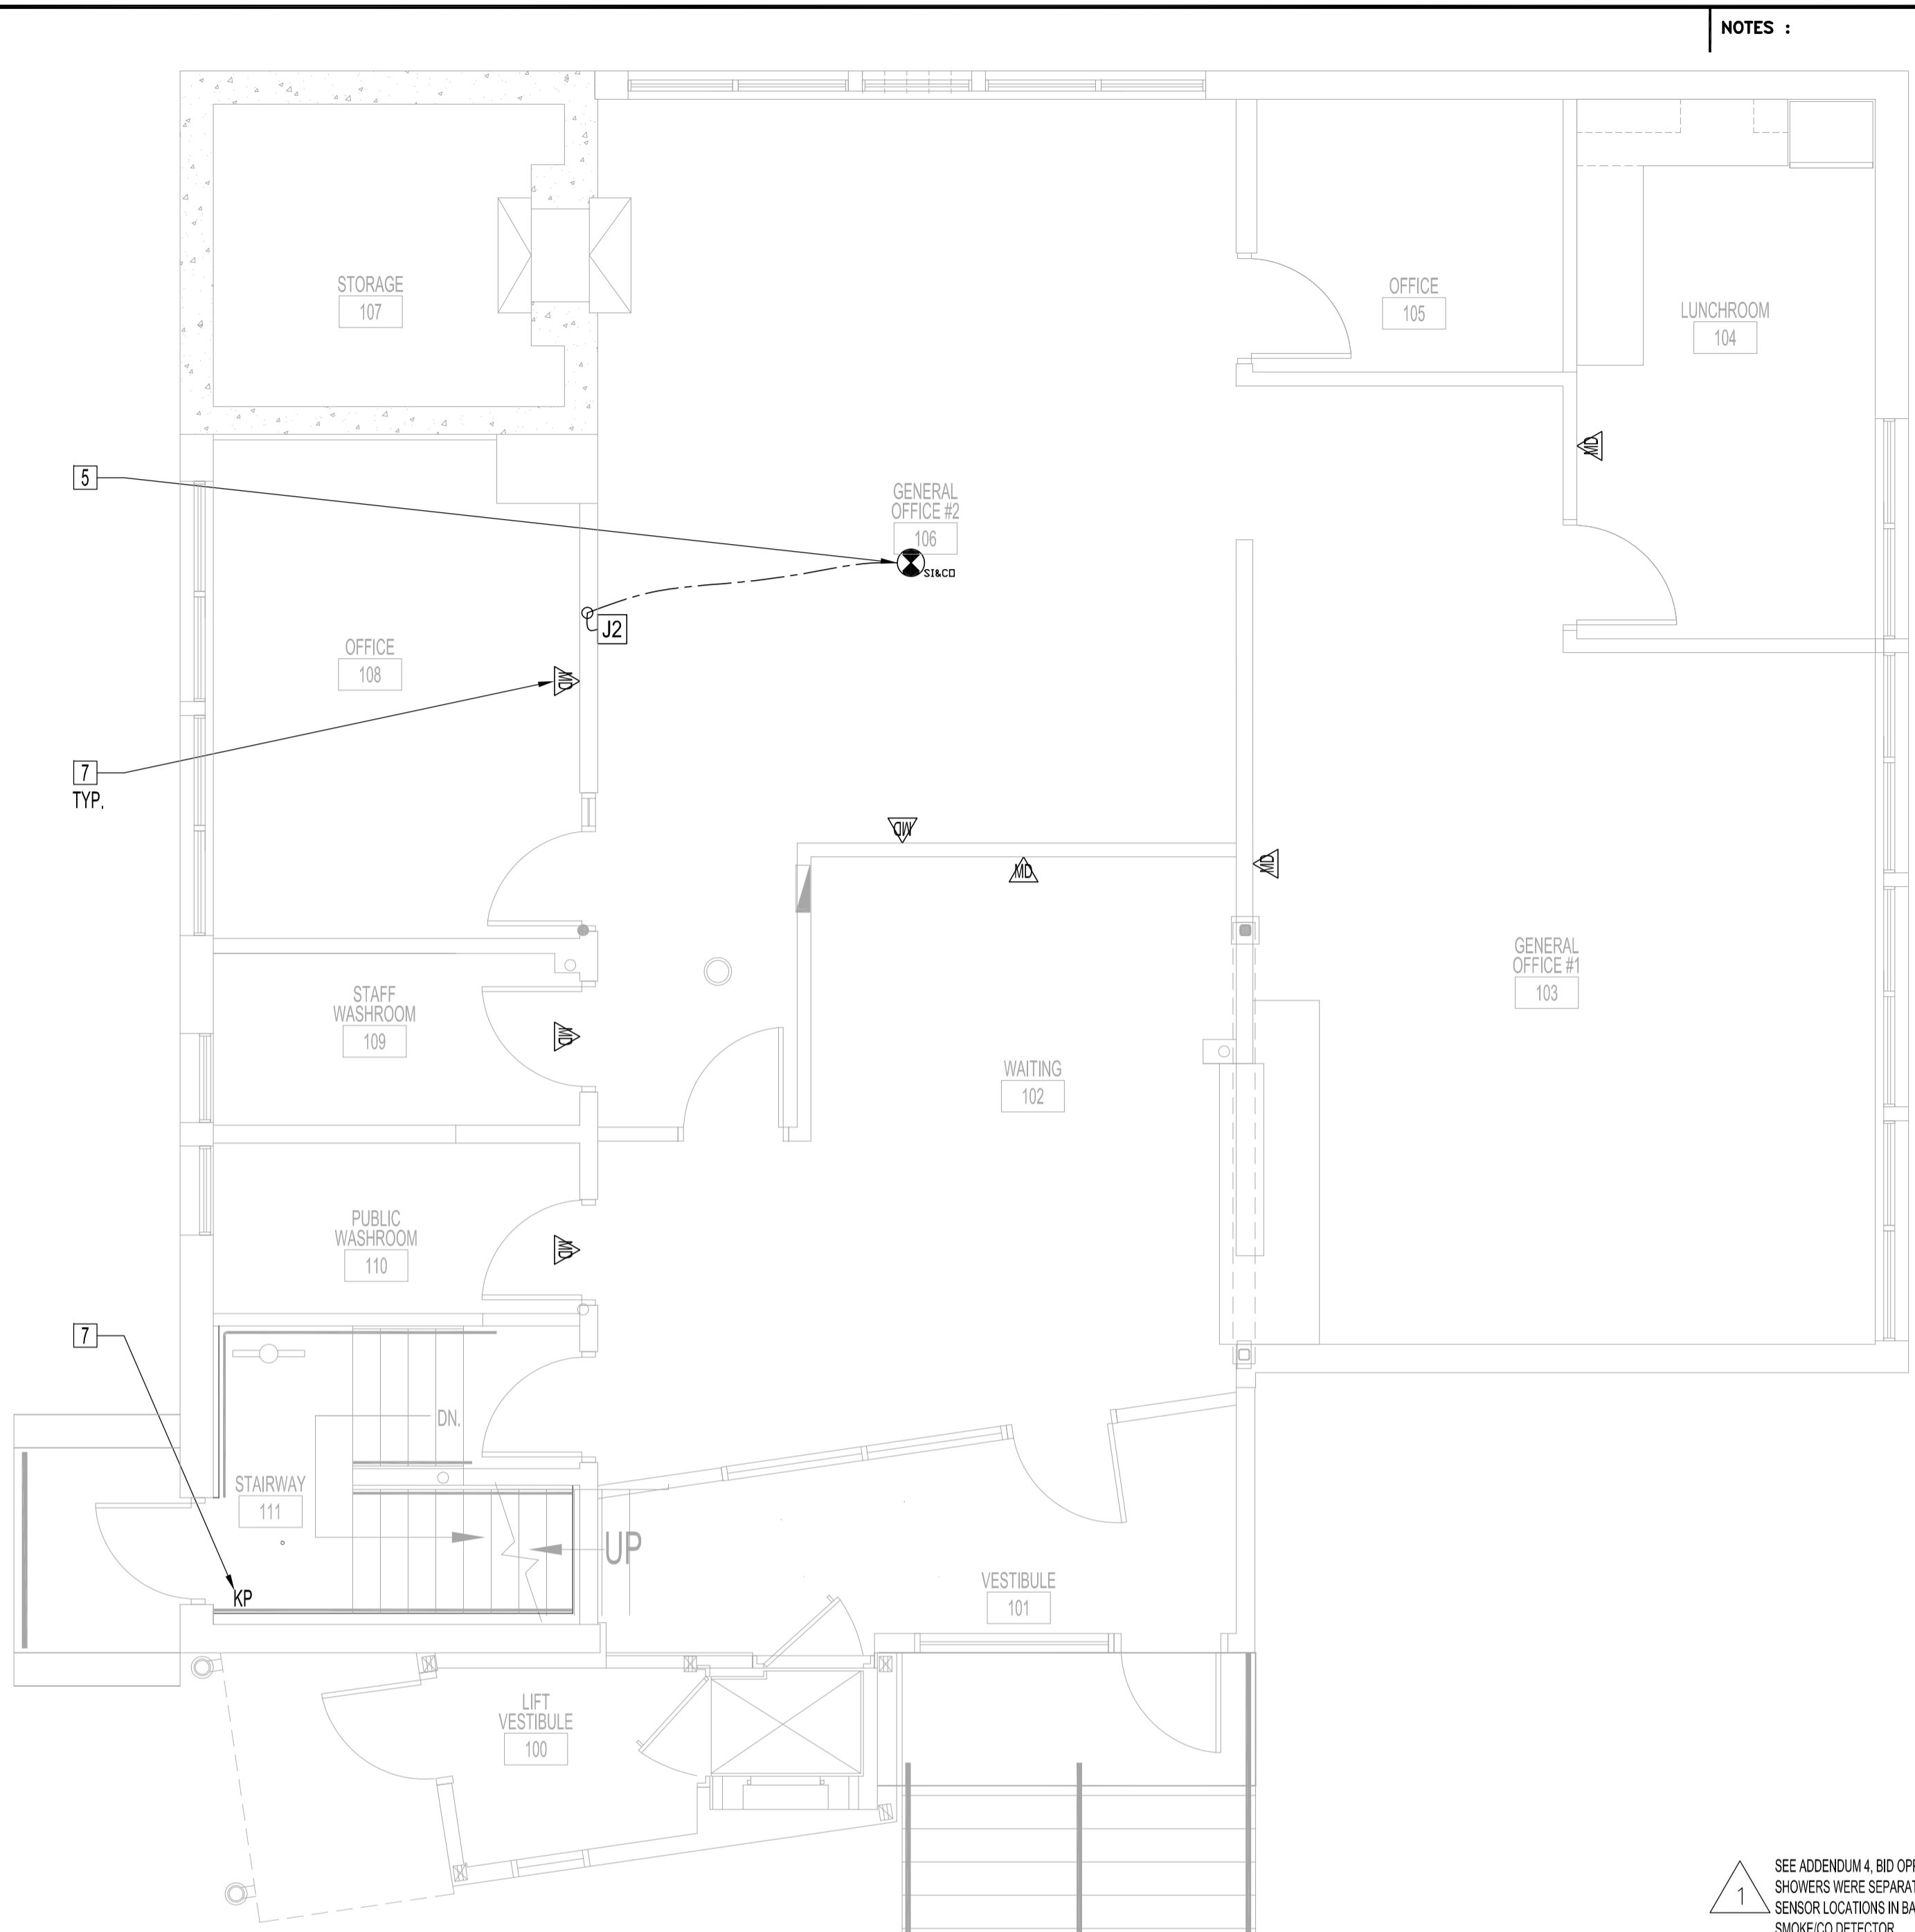 NOTES :
STORAGE
107
OFFICE
105
LUNCHROOM
104
MD
5
GENERAL
OFFICE #2
106
SI&CO
J2
OFFICE
108
MD
7
TYP.
MD
MD
MD
GENERAL
OFFICE #1
103
STAFF
WASHROOM
109
MD
WAITING
102
PUBLIC
WASHROOM
110
MD
7
DN.
STAIRWAY
111
UP
KP
VESTIBULE
101
LIFT
VESTIBULE
100
1
SEE ADDENDUM 4, BID
SHOWERS WERE
SENSOR LOCATIONS IN
SMOKE/CO DETECTOR